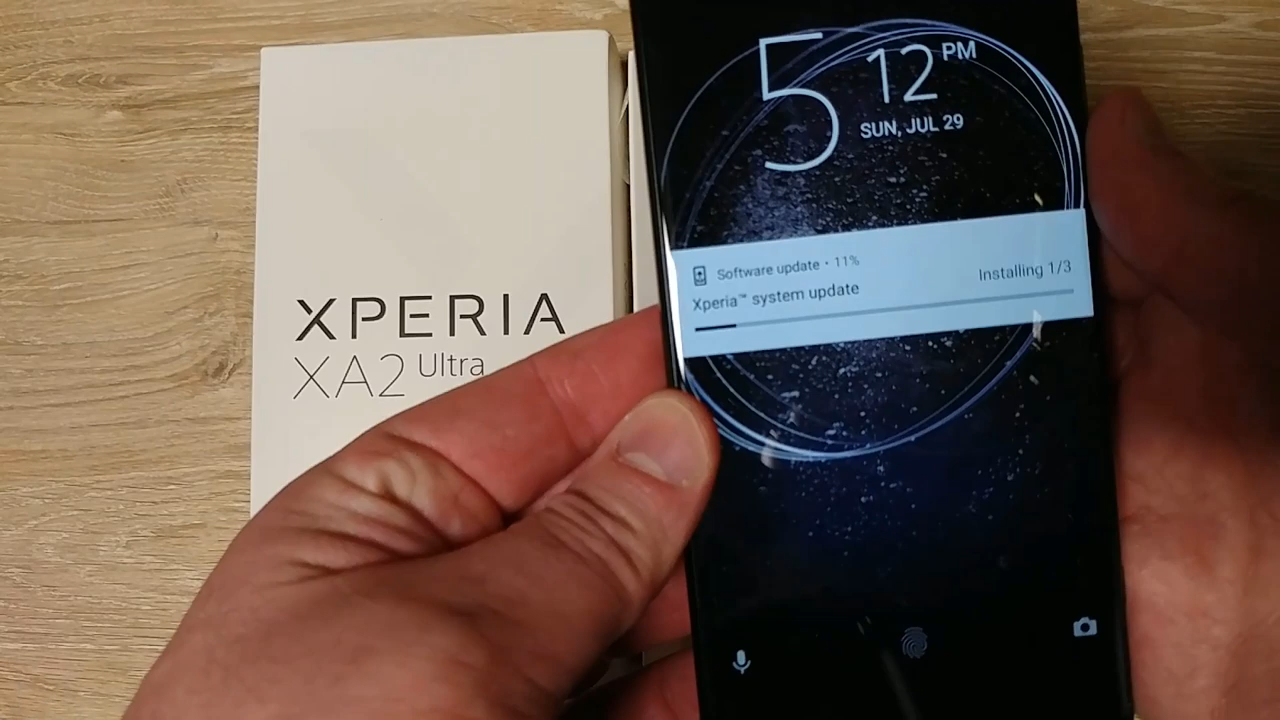 XPERIA
XA2 Ultra
5 12 PM
SUN, JUL 29
Software update • 11%
Installing 1/3
Xperia™ system update